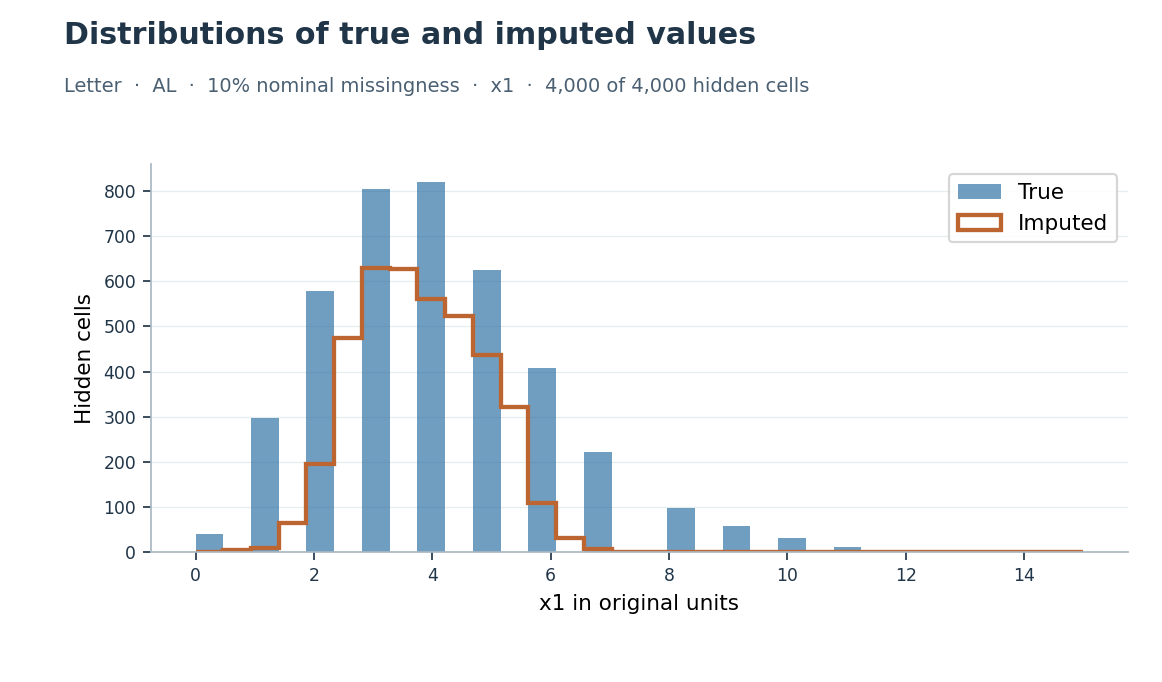 Distributions of true and imputed values
Letter · AL · 10% nominal missingness · x1 · 4,000 of 4,000 hidden cells
True
Imputed
800
700
600
500
400
300
200
100
0
Hidden cells
0 2 4 6 8 10 12 14
x1 in original units